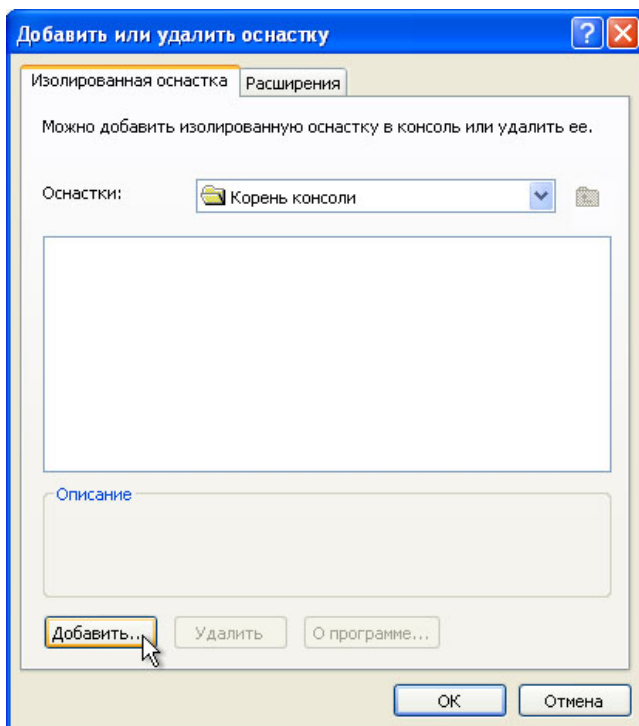 Добавить или удалить оснастку
Изолированная оснастка Расширения
Можно добавить изолированную оснастку в консоль или удалить ее.
Оснастки: Корень консоли
Описание
Добавить... Удалить О программе...
ОК Отмена